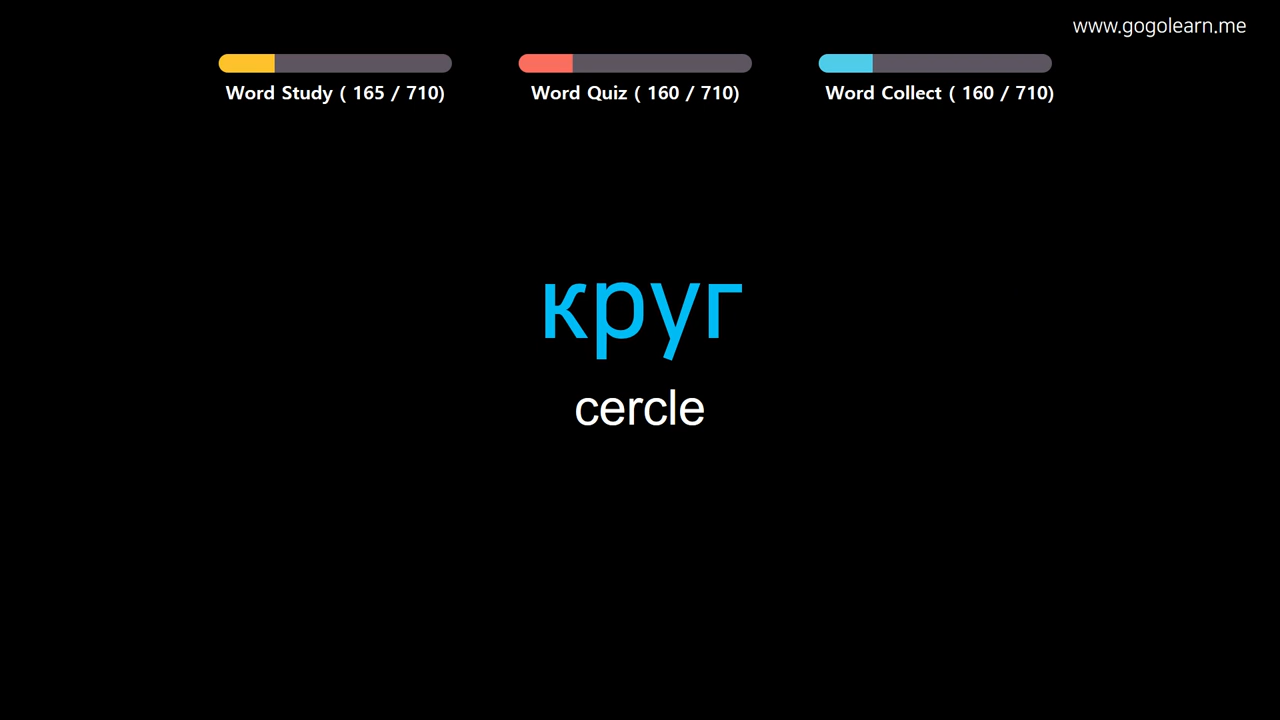 www.gogolearn.me
Word Study ( 165 / 710)
Word Quiz ( 160 / 710)
Word Collect ( 160 / 710)
круг
cercle